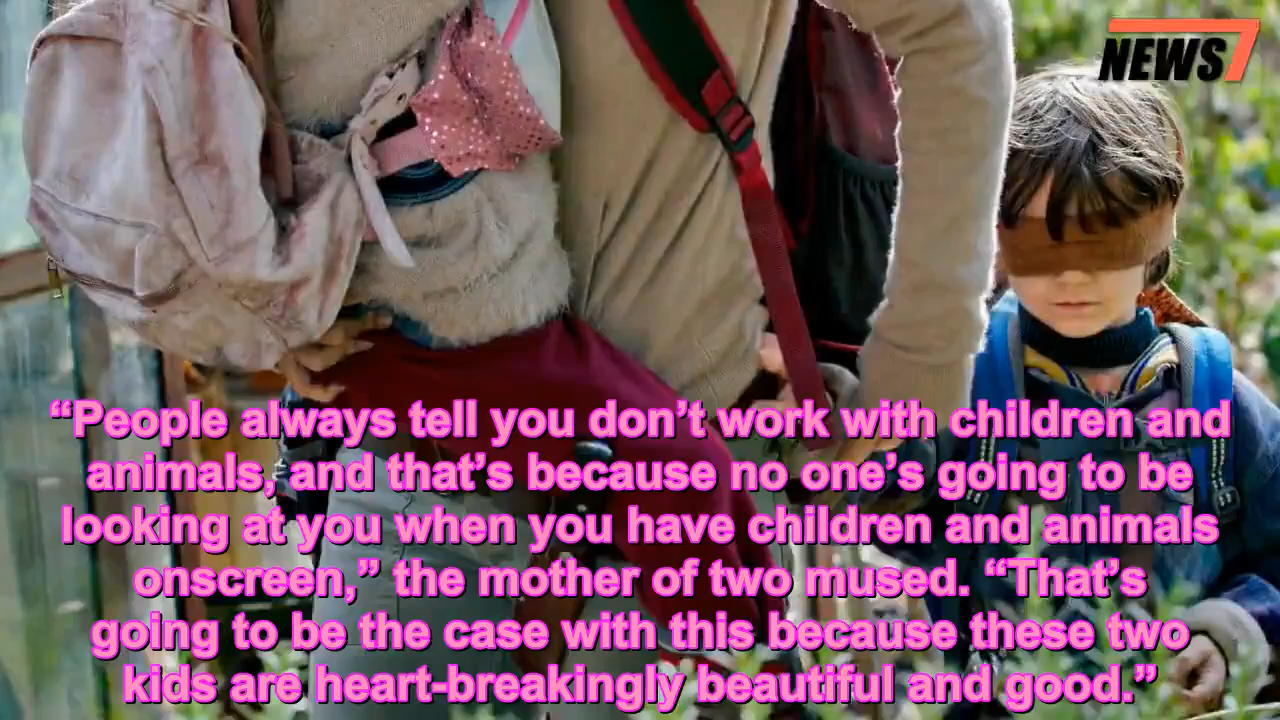 NEWS7
“People always tell you don’t work with children and
animals, and that’s because no one’s going to be
looking at you when you have children and animals
onscreen,” the mother of two mused. “That’s
going to be the case with this because these two
kids are heart-breakingly beautiful and good.”